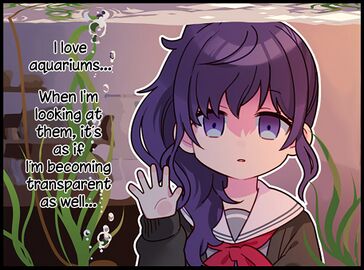 I love
aquariums...
When I'm
looking at
them, it's
as if
I'm becoming
transparent
as well...